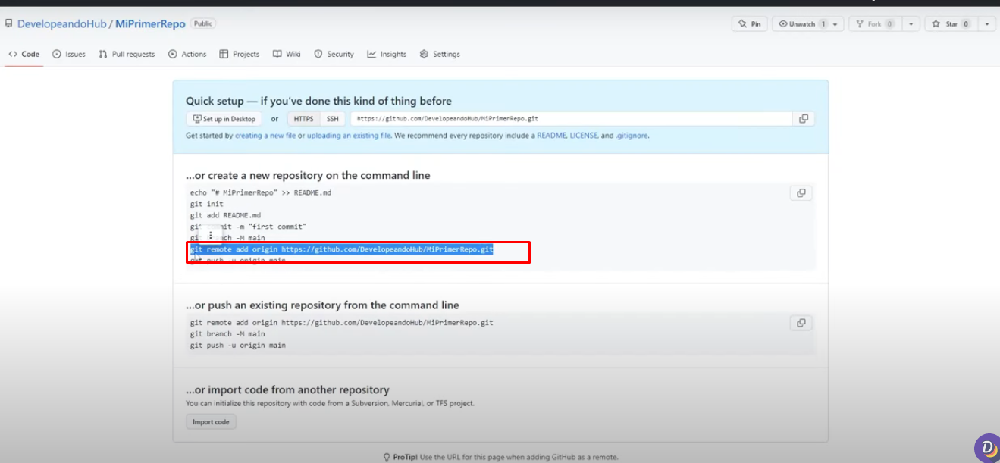 DevelopeandoHub / MiPrimerRepo Public
Pin Unwatch 1 Fork 0 Star 0
<> Code Issues Pull requests Actions Projects Wiki Security Insights Settings
Quick setup — if you've done this kind of thing before
Set up in Desktop or HTTPS SSH https://github.com/DevelopeandoHub/MiPrimerRepo.git
Get started by creating a new file or uploading an existing file. We recommend every repository include a README, LICENSE, and .gitignore.
...or create a new repository on the command line
echo "# MiPrimerRepo" >> README.md
git init
git add README.md
-m "first commit"
-M main
git remote add origin https://github.com/DevelopeandoHub/MiPrimerRepo.git
git push -u origin main
...or push an existing repository from the command line
git remote add origin https://github.com/DevelopeandoHub/MiPrimerRepo.git
git branch -M main
git push -u origin main
...or import code from another repository
You can initialize this repository with code from a Subversion, Mercurial, or TFS project.
Import code
ProTip! Use the URL for this page when adding GitHub as a remote.
D